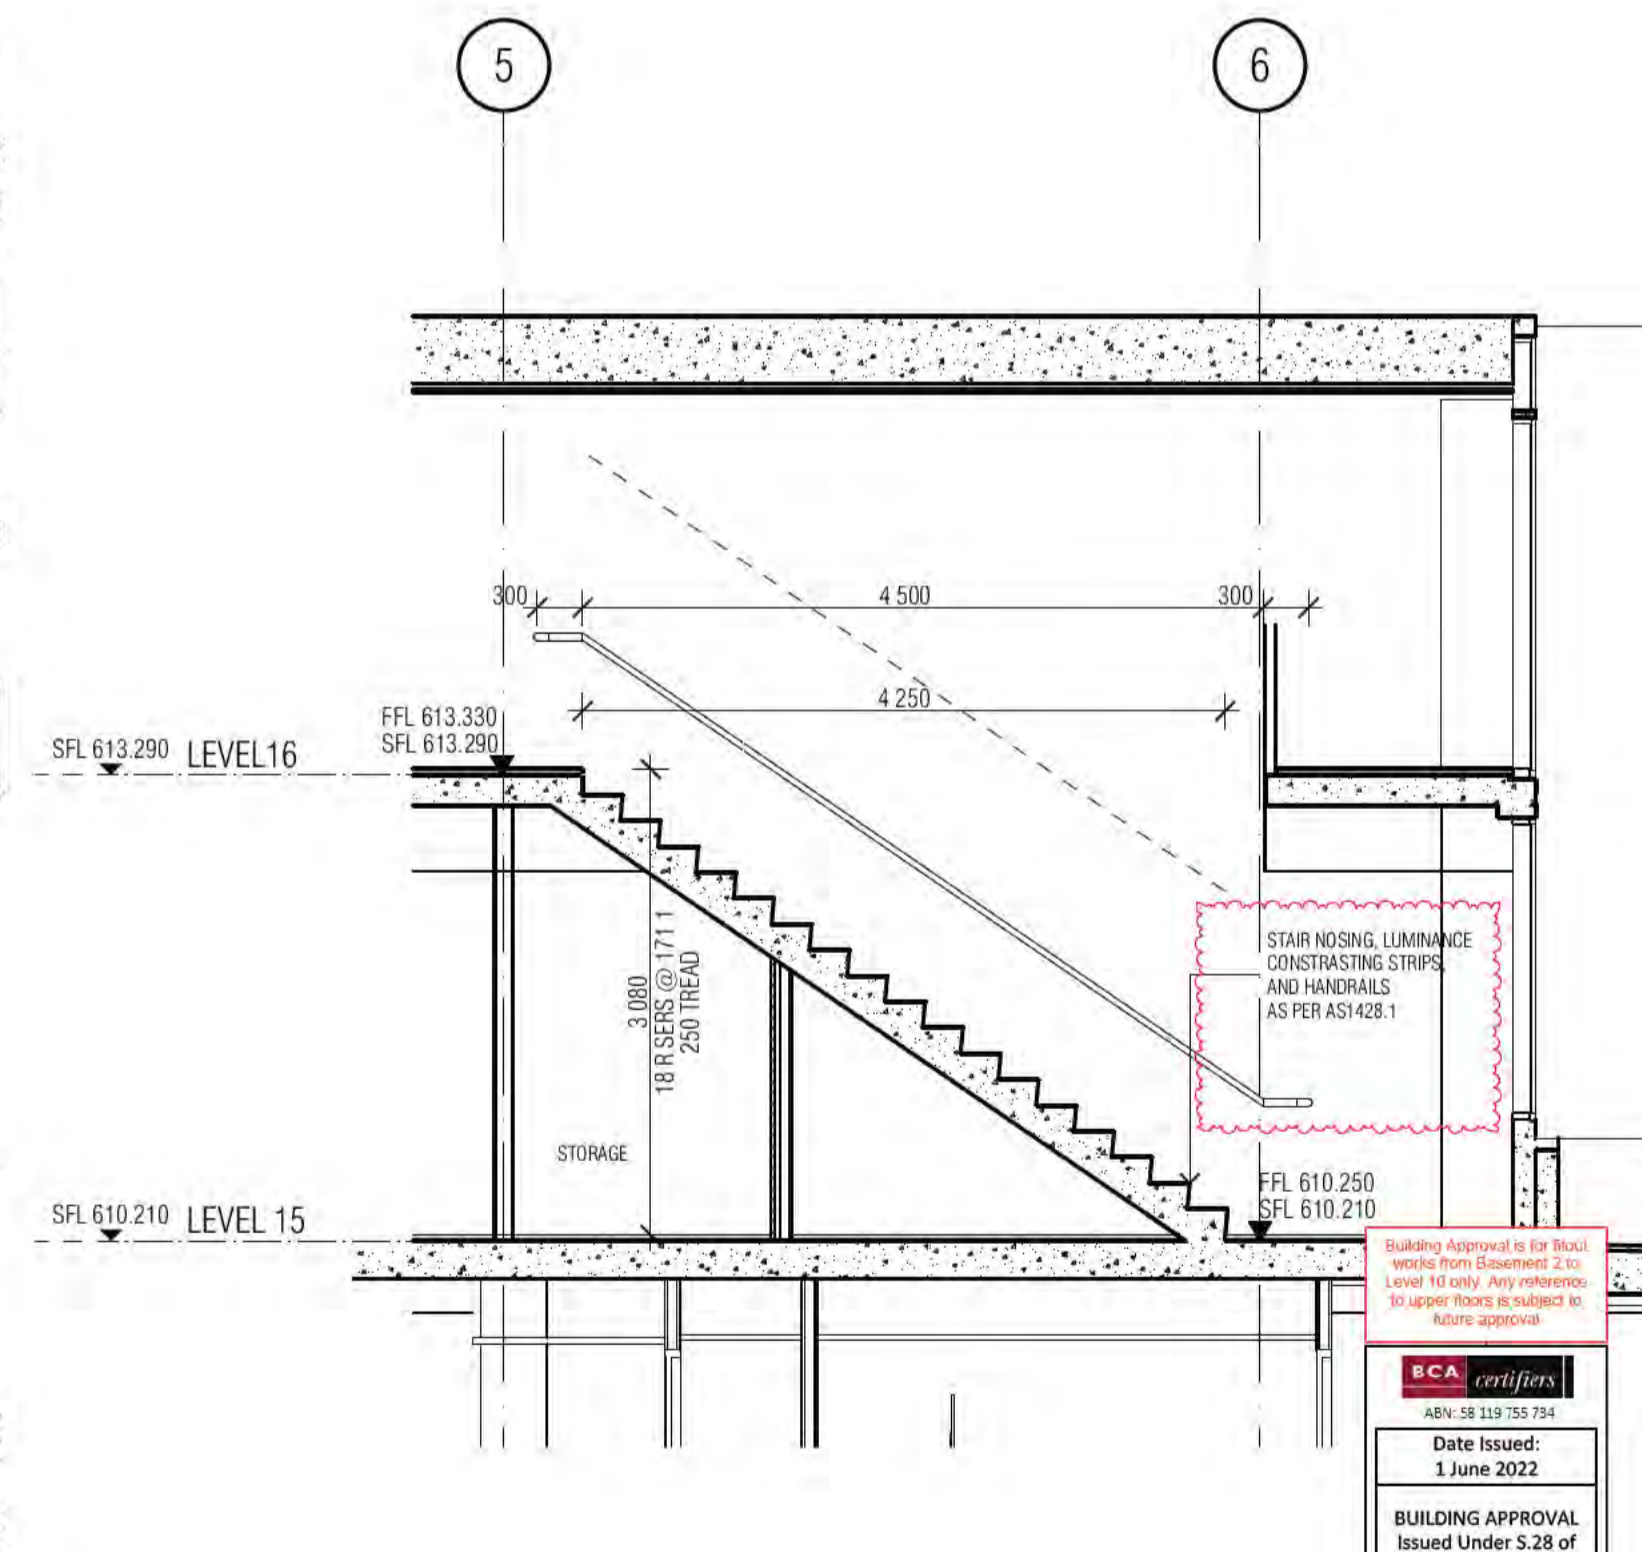 5
6
300
4 500
300
4 250
FFL 613.330
SFL 613.290
SFL 613.290 LEVEL16
3 080
18 R SERS @ 171 1
250 TREAD
STAIR NOSING, LUMINANCE
CONSTRASTING STRIPS,
AND HANDRAILS
AS PER AS1428.1
STORAGE
FFL 610.250
SFL 610.210
SFL 610.210 LEVEL 15
Building Approval is for fitout
works from Basement 2 to
Level 10 only. Any reference
to upper floors is subject to
future approval
BCA certifiers
ABN: 58 119 755 734
Date Issued:
1 June 2022
BUILDING APPROVAL
Issued Under S.28 of